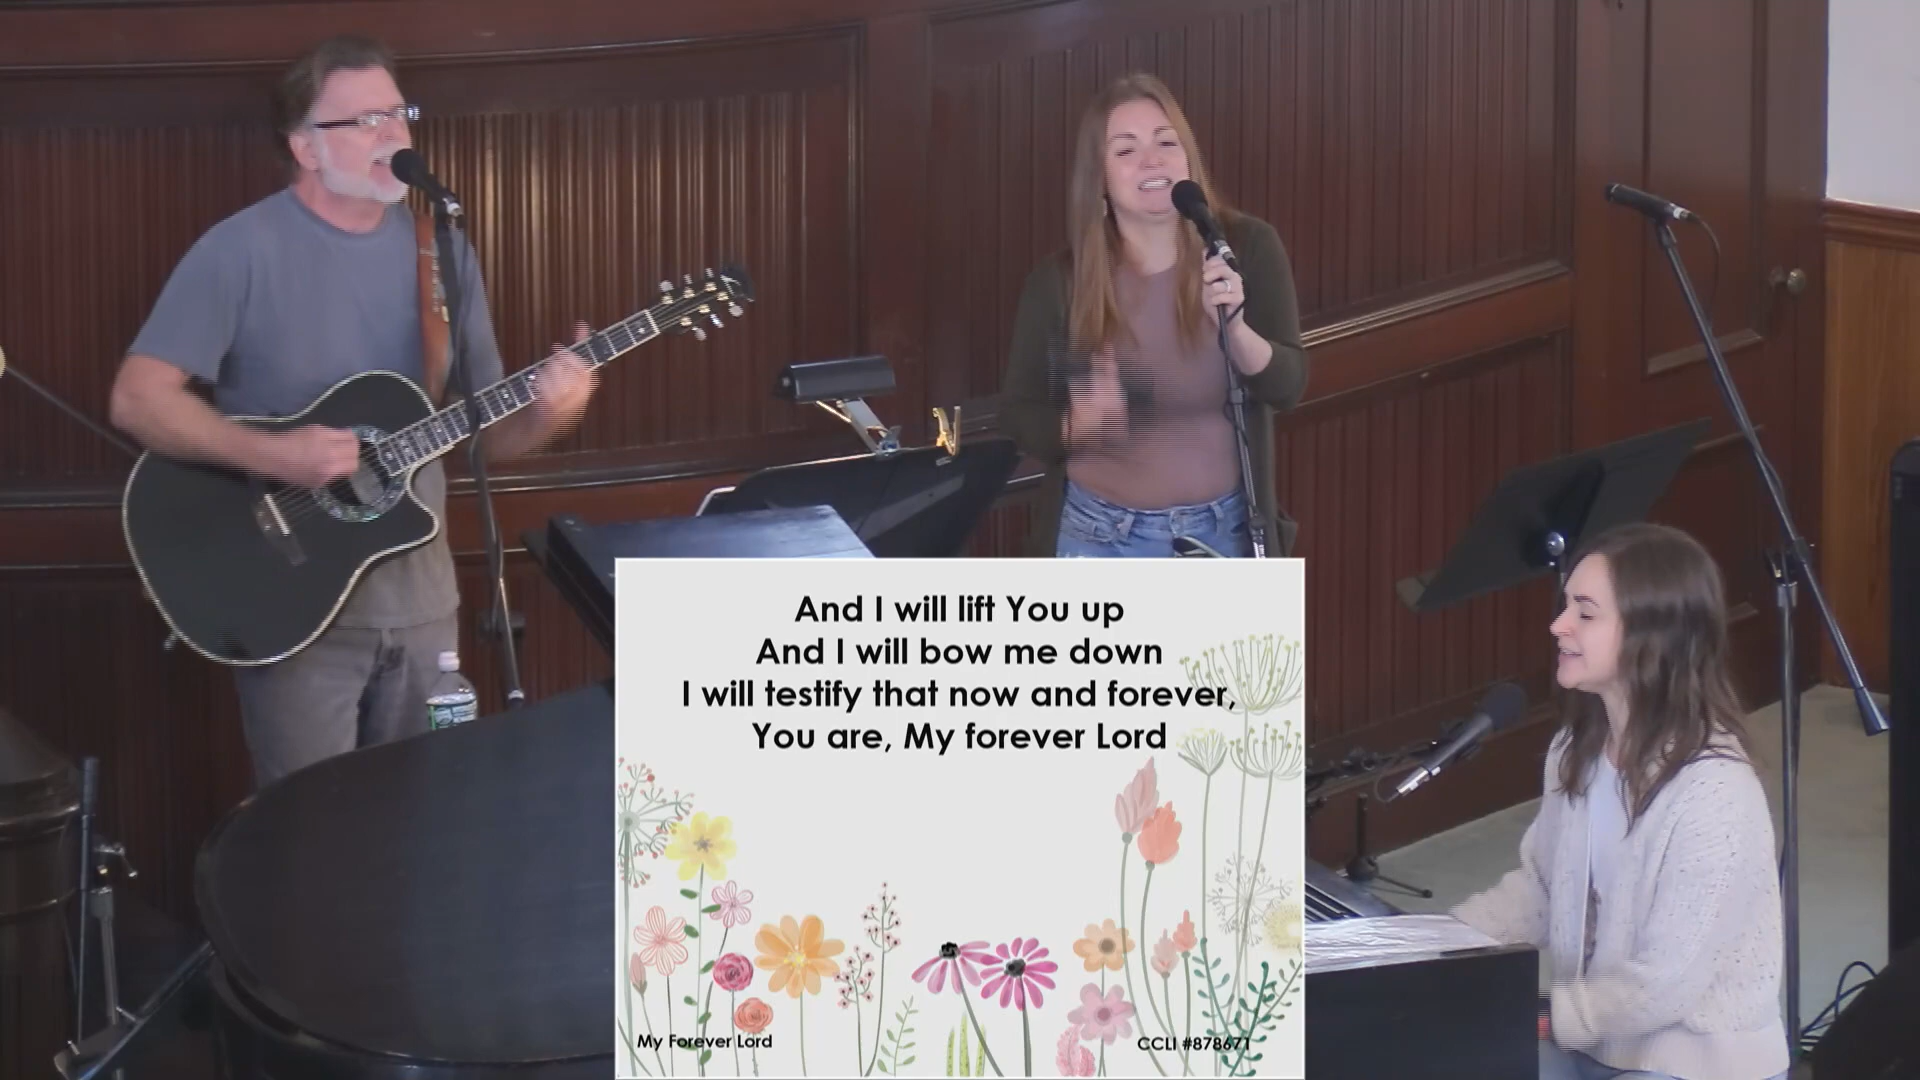 And I will lift You up
And I will bow me down
I will testify that now and forever,
You are, My forever Lord
My Forever Lord
CCLI #878671